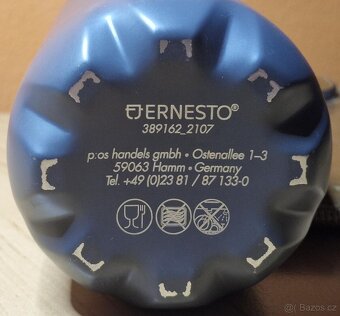 ERNESTO®
389162_2107
p:os handels gmbh • Ostenallee 1–3
59063 Hamm • Germany
Tel. +49 (0)23 81 / 87 133-0
© Bazos.cz